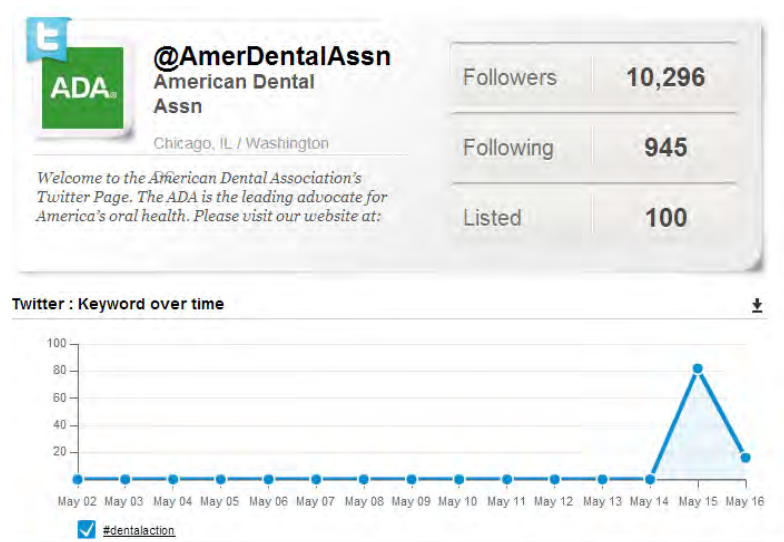 t
ADA®
@AmerDentalAssn
American Dental
Assn
Chicago, IL / Washington
DC
Welcome to the American Dental Association's
Twitter Page. The ADA is the leading advocate for
America's oral health. Please visit our website at:
Followers 10,296
Following 945
Listed 100
Twitter : Keyword over time
100
80
60
40
20
May 02 May 03 May 04 May 05 May 06 May 07 May 08 May 09 May 10 May 11 May 12 May 13 May 14 May 15 May 16
#dentalaction